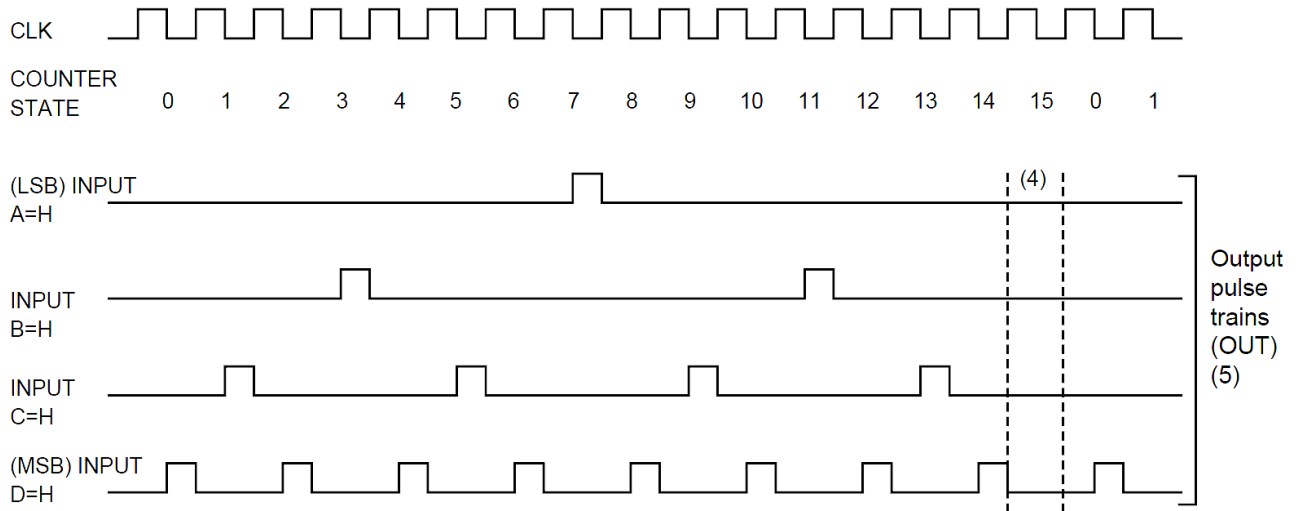 CLK
COUNTER
STATE
0 1 2 3 4 5 6 7 8 9 10 11 12 13 14 15 0 1
(LSB) INPUT
A=H
(4)
INPUT
B=H
INPUT
C=H
(MSB) INPUT
D=H
Output
pulse
trains
(OUT)
(5)